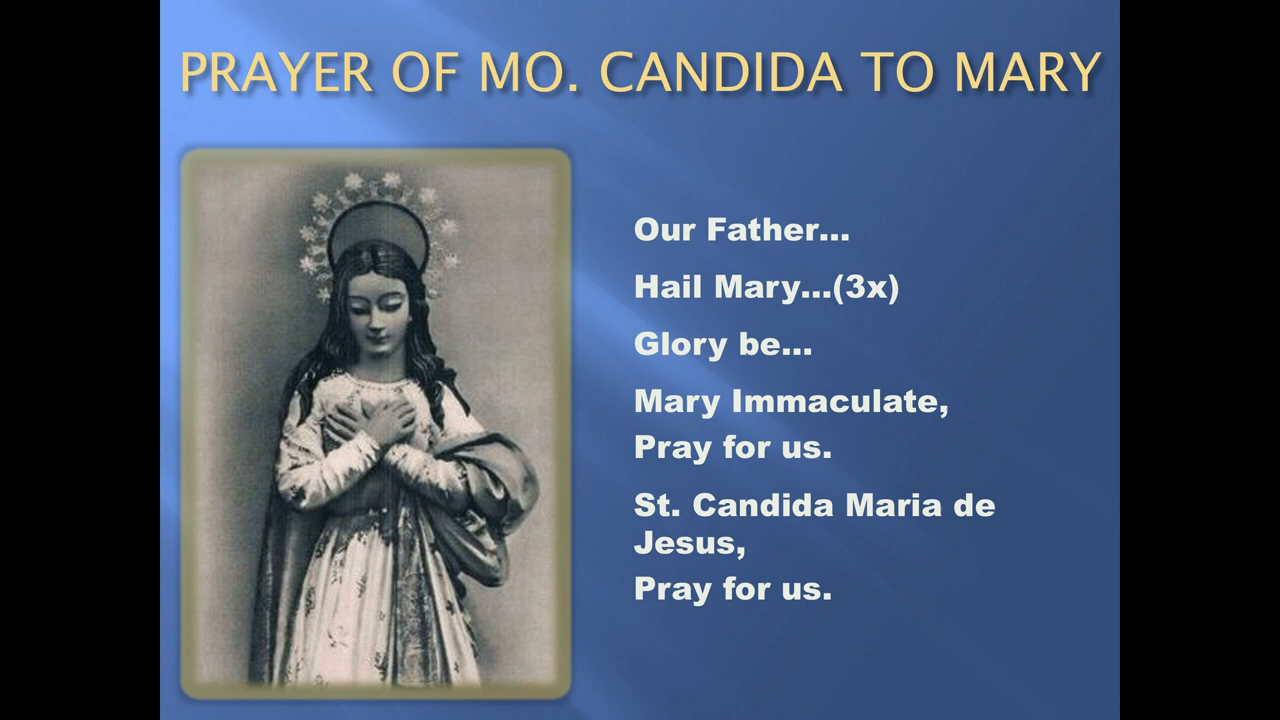 PRAYER OF MO. CANDIDA TO MARY
Our Father...
Hail Mary...(3x)
Glory be...
Mary Immaculate,
Pray for us.
St. Candida Maria de
Jesus,
Pray for us.